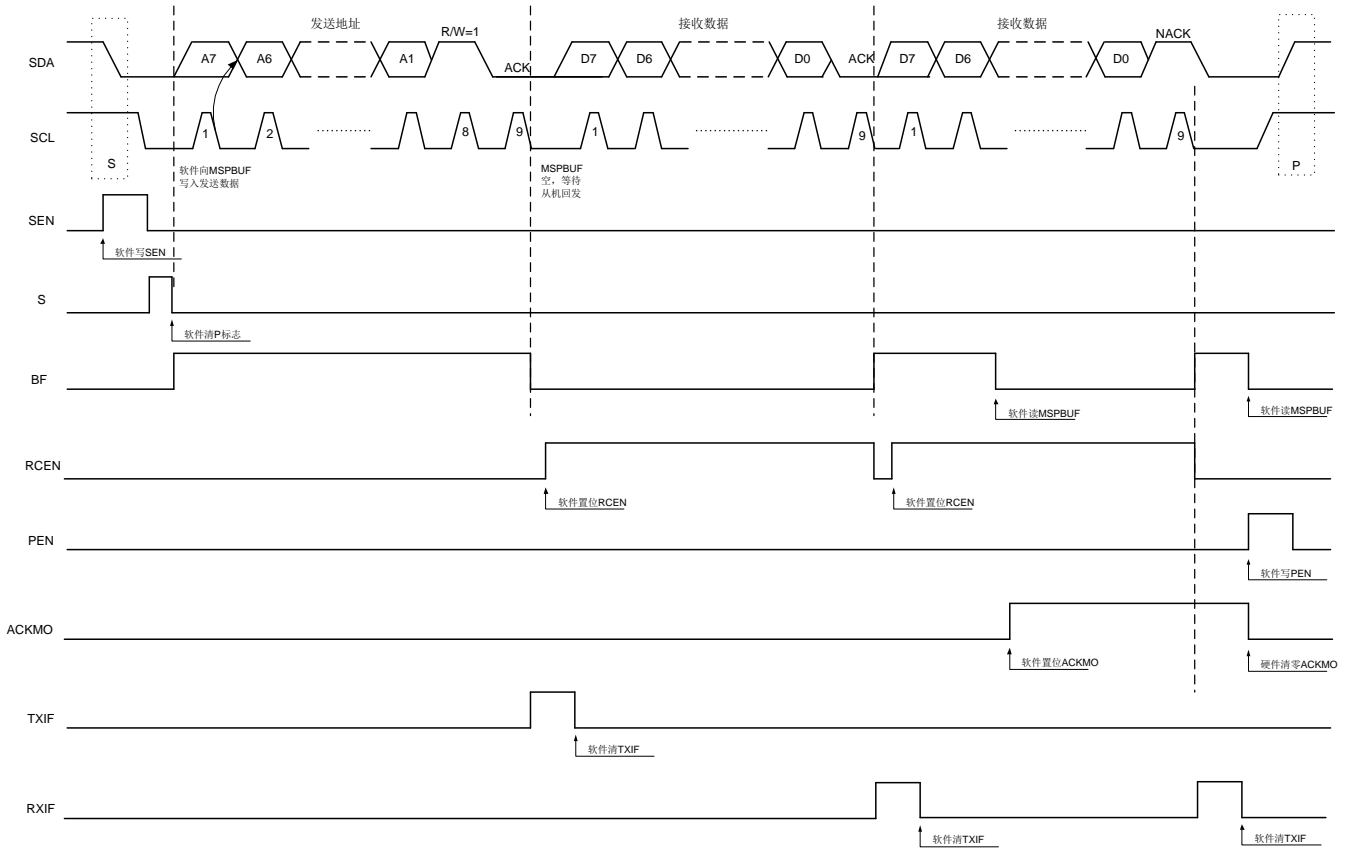 发送地址
接收数据
接收数据
SDA
A7
A6
A1
R/W=1
ACK
D7
D6
D0
ACK
D7
D6
D0
NACK
SCL
1
2
8
9
1
9
1
9
S
P
软件向MSPBUF
写入发送数据
MSPBUF
空，等待
从机回发
SEN
软件写SEN
S
软件清P标志
BF
软件读MSPBUF
软件读MSPBUF
RCEN
软件置位RCEN
软件置位RCEN
PEN
软件写PEN
ACKMO
软件置位ACKMO
硬件清零ACKMO
TXIF
软件清TXIF
RXIF
软件清TXIF
软件清TXIF